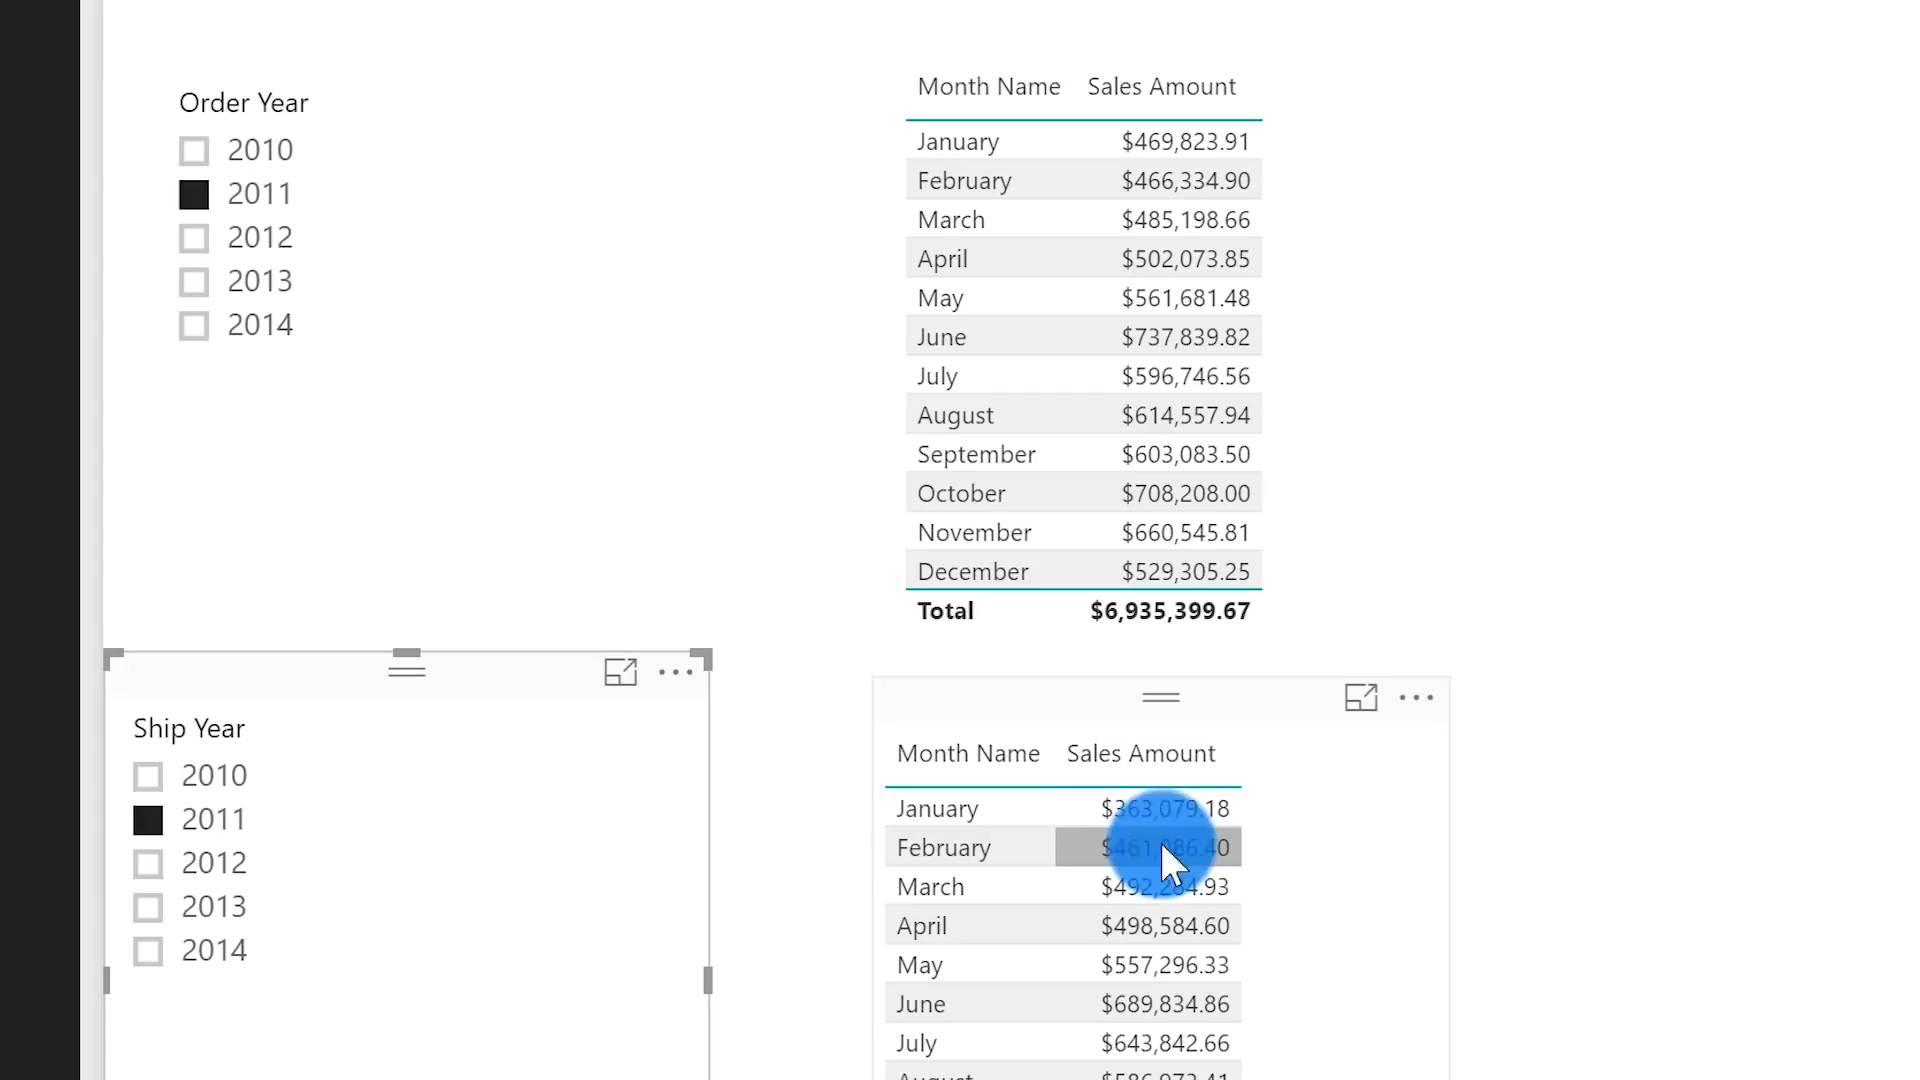 Order Year
2010
2011
2012
2013
2014
Month Name Sales Amount
January $469,823.91
February $466,334.90
March $485,198.66
April $502,073.85
May $561,681.48
June $737,839.82
July $596,746.56
August $614,557.94
September $603,083.50
October $708,208.00
November $660,545.81
December $529,305.25
Total $6,935,399.67
Ship Year
2010
2011
2012
2013
2014
Month Name Sales Amount
January $363,079.18
February
March
April $498,584.60
May $557,296.33
June $689,834.86
July $643,842.66
August